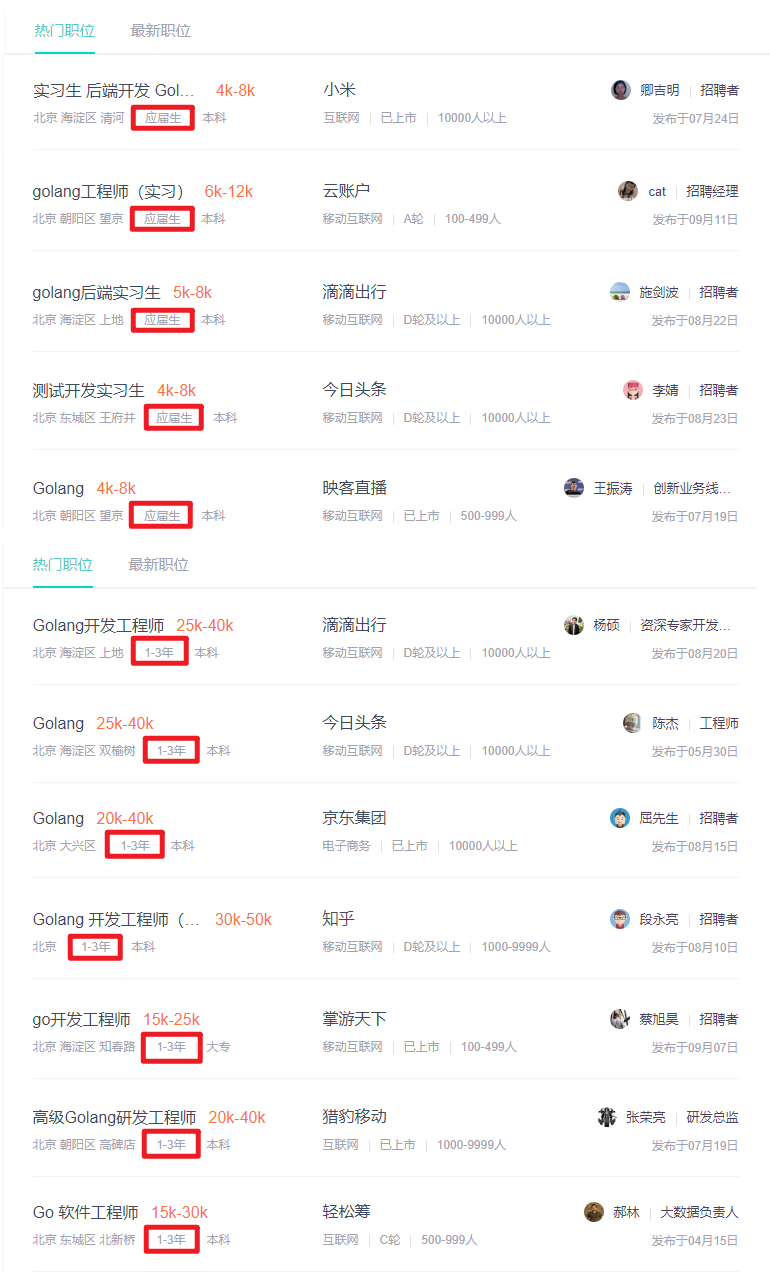 热门职位 最新职位
实习生 后端开发 Gol... 4k-8k 小米 卿吉明 招聘者
北京 海淀区 清河 应届生 本科 互联网 已上市 10000人以上 发布于07月24日
golang工程师（实习） 6k-12k 云账户 cat 招聘经理
北京 朝阳区 望京 应届生 本科 移动互联网 A轮 100-499人 发布于09月11日
golang后端实习生 5k-8k 滴滴出行 施剑波 招聘者
北京 海淀区 上地 应届生 本科 移动互联网 D轮及以上 10000人以上 发布于08月22日
测试开发实习生 4k-8k 今日头条 李婧 招聘者
北京 东城区 王府井 应届生 本科 移动互联网 D轮及以上 10000人以上 发布于08月23日
Golang 4k-8k 映客直播 王振涛 创新业务线...
北京 朝阳区 望京 应届生 本科 移动互联网 已上市 500-999人 发布于07月19日
热门职位 最新职位
Golang开发工程师 25k-40k 滴滴出行 杨硕 资深专家开发...
北京 海淀区 上地 1-3年 本科 移动互联网 D轮及以上 10000人以上 发布于08月20日
Golang 25k-40k 今日头条 陈杰 工程师
北京 海淀区 双榆树 1-3年 本科 移动互联网 D轮及以上 10000人以上 发布于05月30日
Golang 20k-40k 京东集团 屈先生 招聘者
北京 大兴区 1-3年 本科 电子商务 已上市 10000人以上 发布于08月15日
Golang 开发工程师（... 30k-50k 知乎 段永亮 招聘者
北京 1-3年 本科 移动互联网 D轮及以上 1000-9999人 发布于08月10日
go开发工程师 15k-25k 掌游天下 蔡旭昊 招聘者
北京 海淀区 知春路 1-3年 大专 移动互联网 已上市 100-499人 发布于09月07日
高级Golang研发工程师 20k-40k 猎豹移动 张荣亮 研发总监
北京 朝阳区 高碑店 1-3年 本科 互联网 已上市 1000-9999人 发布于07月19日
Go 软件工程师 15k-30k 轻松筹 郝林 大数据负责人
北京 东城区 北新桥 1-3年 本科 互联网 C轮 500-999人 发布于04月15日